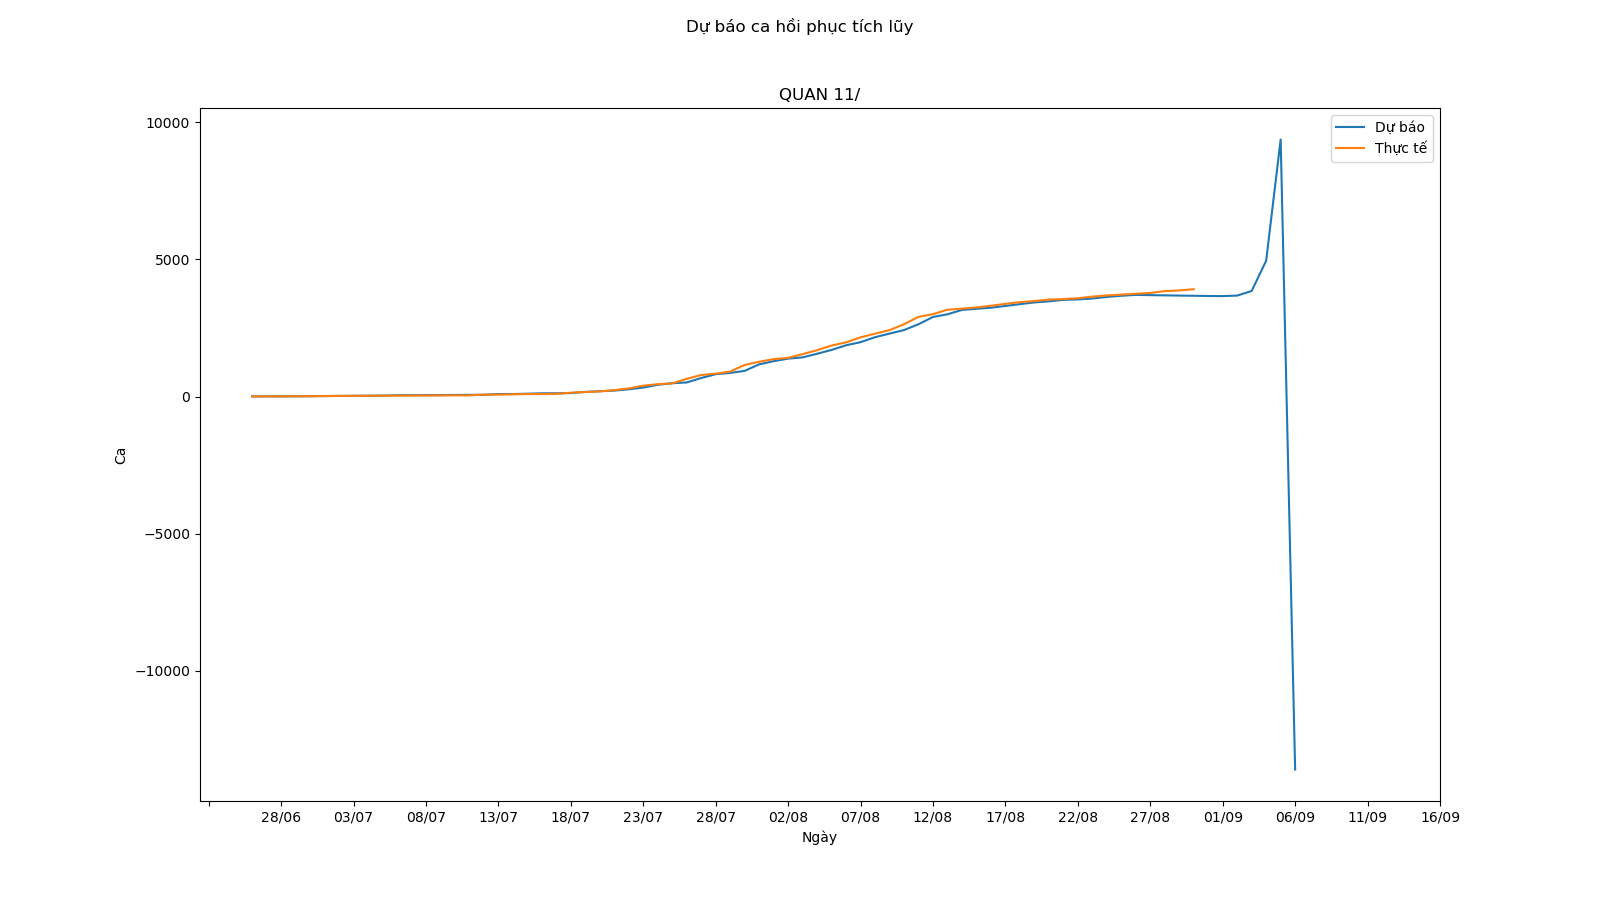 Dự báo ca hồi phục tích lũy
QUAN 11/
Dự báo
Thực tế
10000
5000
0
−5000
−10000
Ca
28/06 03/07 08/07 13/07 18/07 23/07 28/07 02/08 07/08 12/08 17/08 22/08 27/08 01/09 06/09 11/09 16/09
Ngày